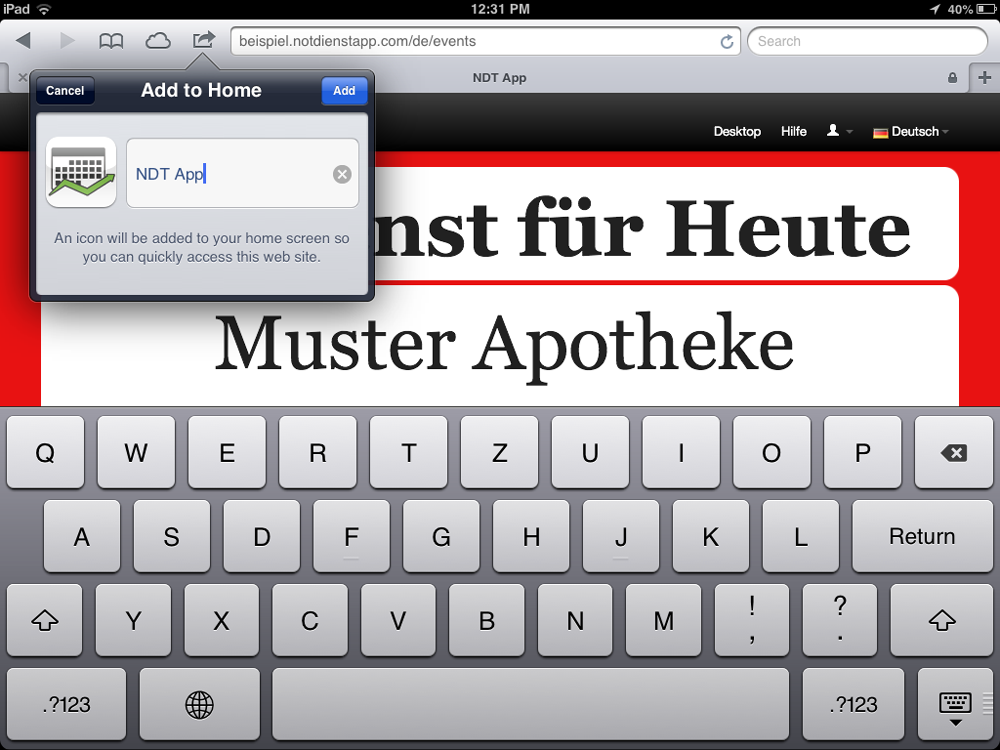 iPad 12:31 PM 40%
beispiel.notdienstapp.com/de/events Search
NDT App
Cancel Add to Home Add
Desktop Hilfe Deutsch
NDT App
An icon will be added to your home screen so
you can quickly access this web site.
nst für Heute
Muster Apotheke
Q W E R T Z U I O P
A S D F G H J K L Return
Y X C V B N M ! , ? .
.?123 .?123